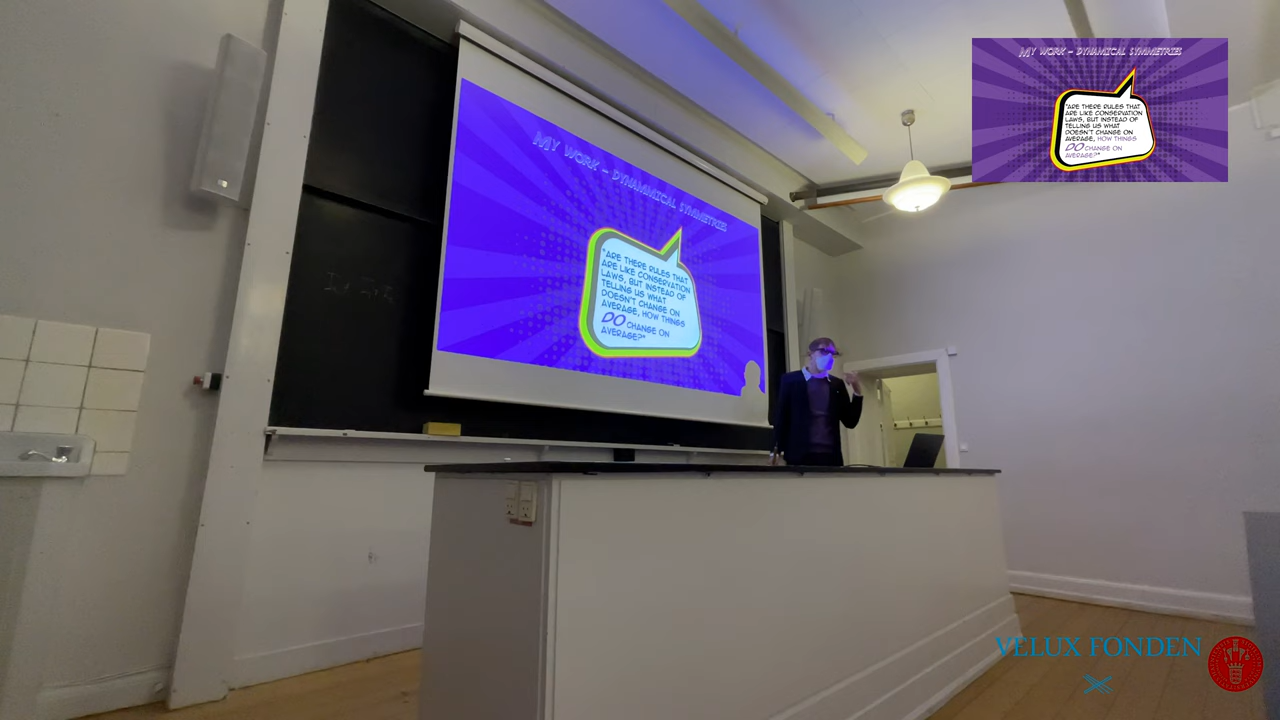 MY WORK – DYNAMMICAL SYMMETRIES
"ARE THERE RULES THAT
ARE LIKE CONSERVATION
LAWS, BUT INSTEAD OF
TELLING US WHAT
DOESN'T CHANGE ON
AVERAGE, HOW THINGS
DO CHANGE ON
AVERAGE?"
MY WORK – DYNAMICAL SYMMETRIES
"ARE THERE RULES THAT
ARE LIKE CONSERVATION
LAWS, BUT INSTEAD OF
TELLING US WHAT
DOESN'T CHANGE ON
AVERAGE, HOW THINGS
DO CHANGE ON
AVERAGE?"
VELUX FONDEN